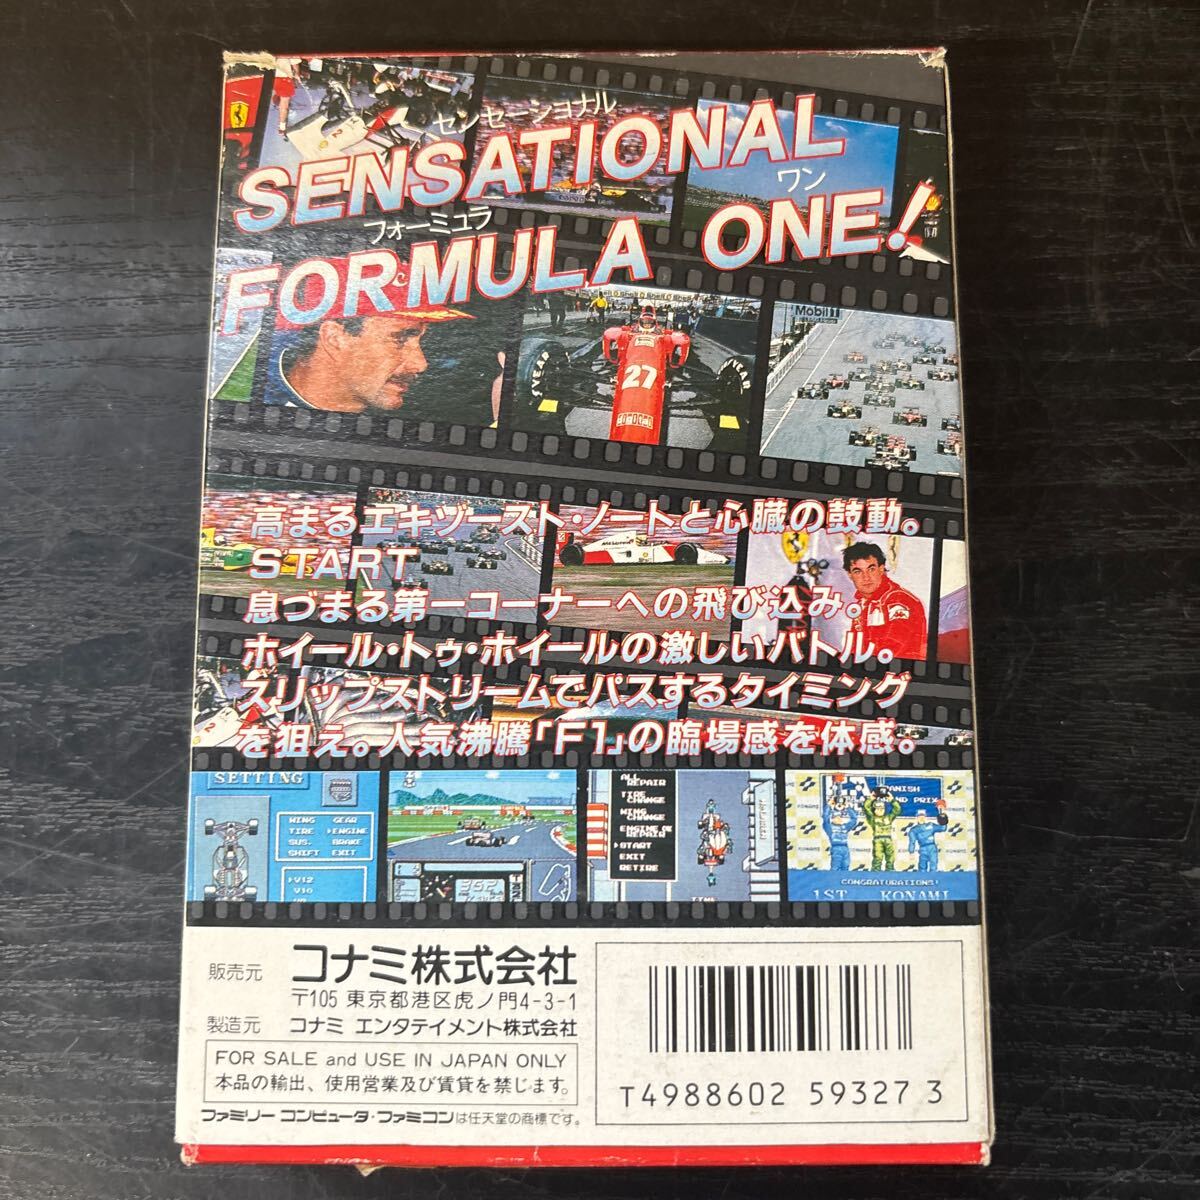 センセーショナル
SENSATIONAL
フォーミュラ
ワン
FORMULA ONE!
Mobil 1
27
digital
高まるエキゾースト・ノートと心臓の鼓動。
START
息づまる第一コーナーへの飛び込み。
ホイール・トゥ・ホイールの激しいバトル。
スリップストリームでパスするタイミング
を狙え。人気沸騰「F1」の臨場感を体感。
SETTING
WING GEAR
TIRE ENGINE
SUS. BRAKE
SHIFT EXIT
V12
V10
352
ALL
REPAIR
TIRE
CHANGE
WING
CHANGE
ENGINE
REPAIR
START
EXIT
RETIRE
TIME
KONAMI
CONGRATURATIONS!
1ST KONAMI
販売元 コナミ株式会社
〒105 東京都港区虎ノ門4-3-1
製造元 コナミ エンタテイメント株式会社
FOR SALE and USE IN JAPAN ONLY
本品の輸出、使用営業及び賃貸を禁じます。
ファミリー コンピュータ・ファミコンは任天堂の商標です。
T4988602 59327 3